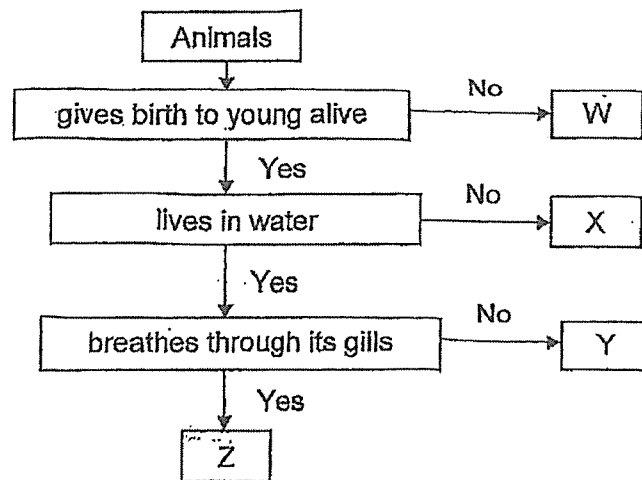 Animals
gives birth to young alive
No
W
Yes
lives in water
No
X
Yes
breathes through its gills
No
Y
Yes
Z